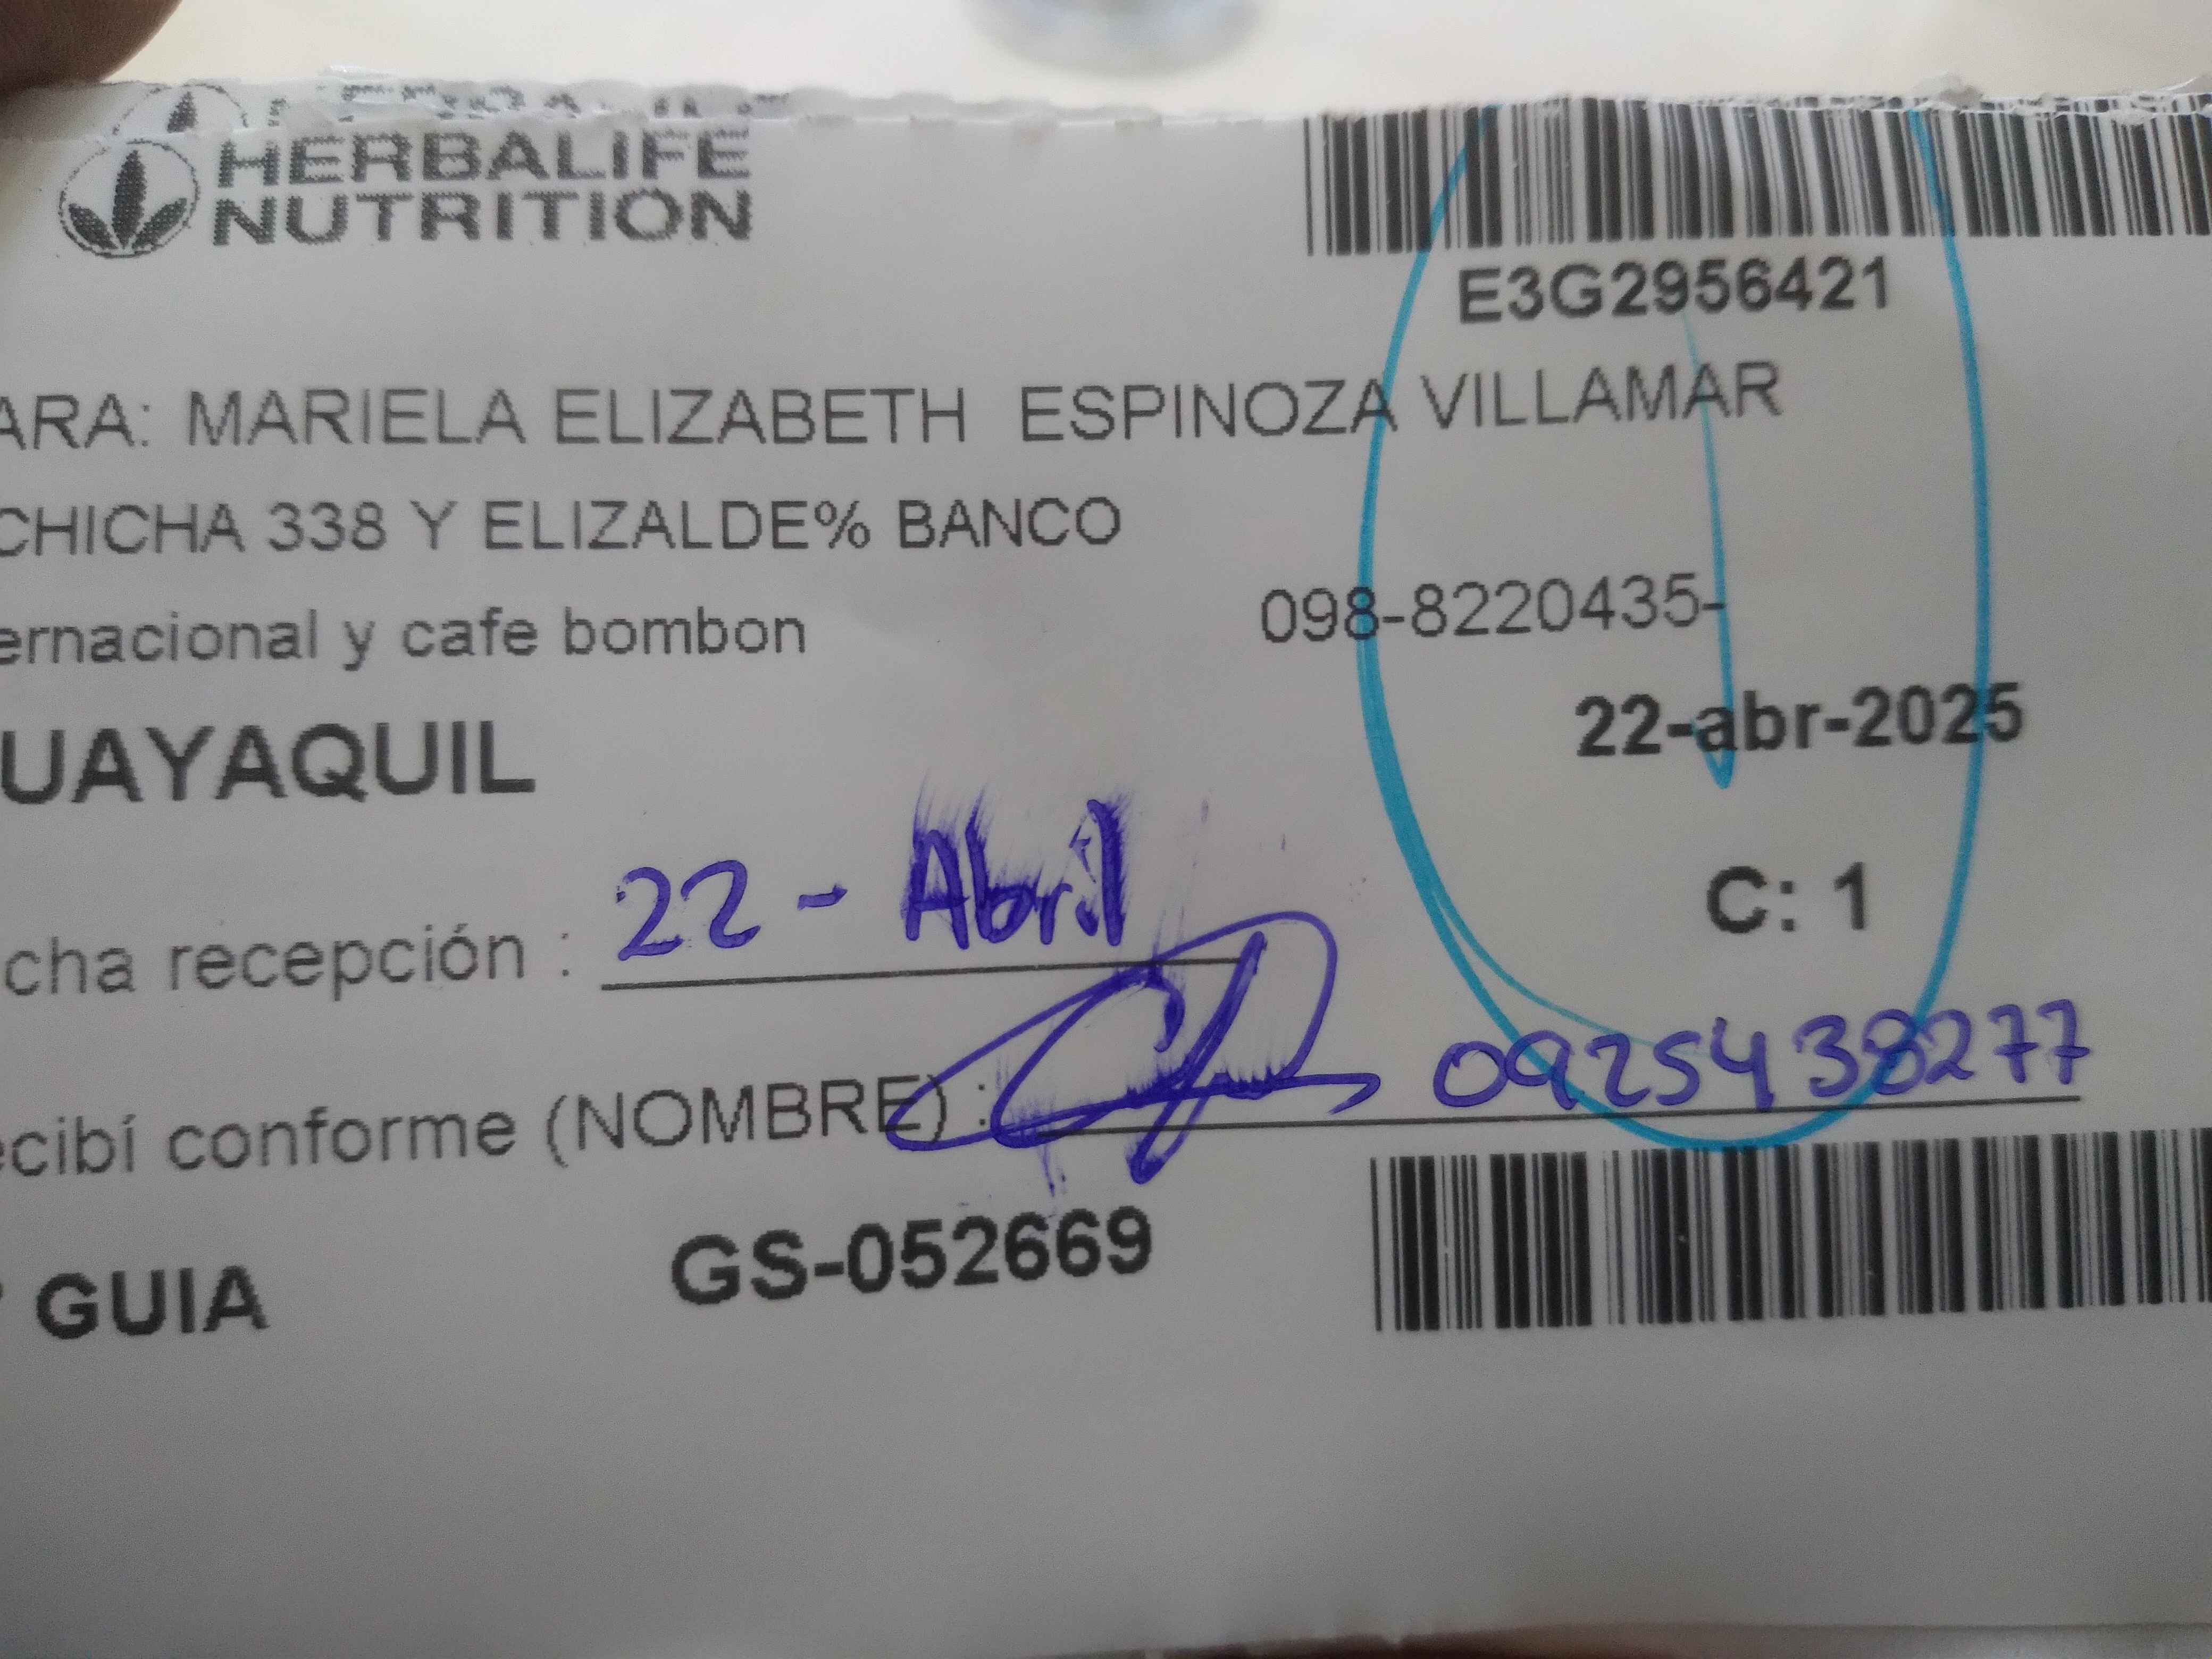 HERBALIFE
NUTRITION
E3G2956421
ARA: MARIELA ELIZABETH ESPINOZA VILLAMAR
CHICHA 338 Y ELIZALDE% BANCO
ernacional y cafe bombon
098-8220435-
UAYAQUIL
22-abr-2025
C: 1
cha recepción : 22 - Abril
ecibí conforme (NOMBRE) : 0925438277
GUIA GS-052669